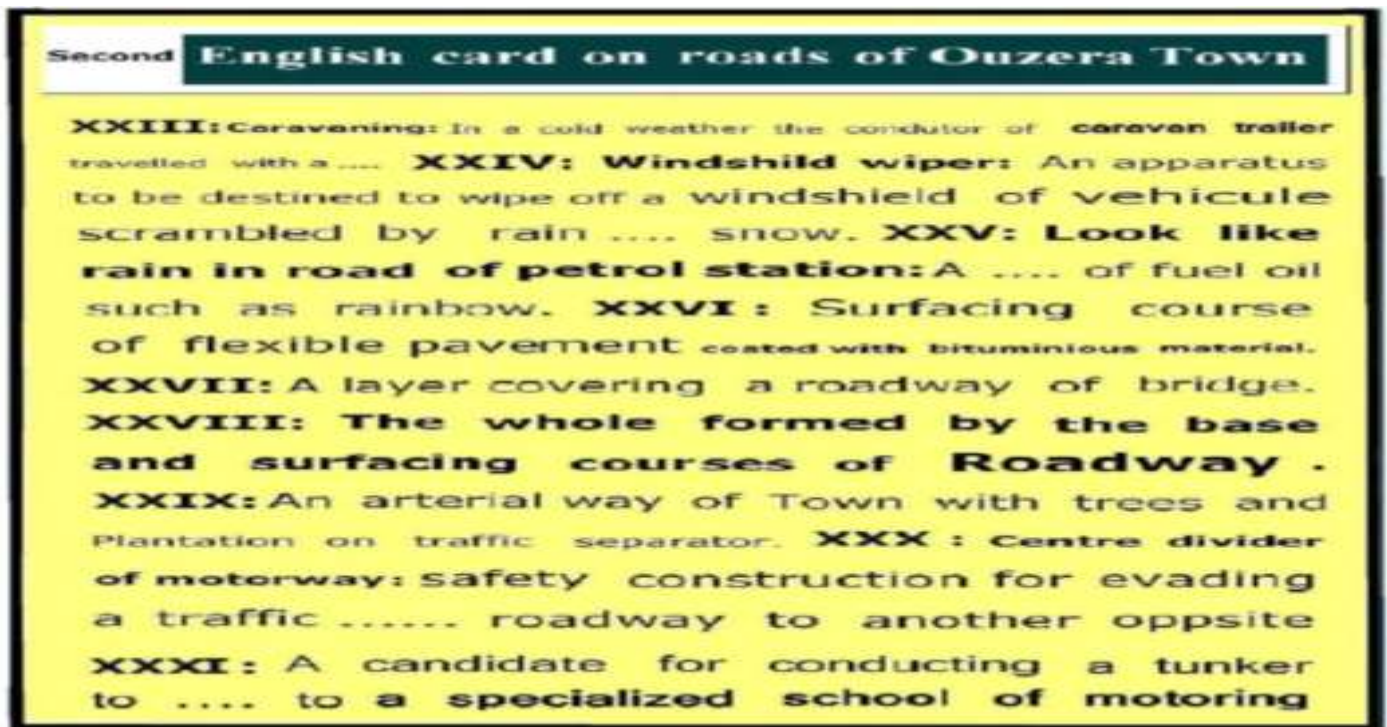 Second English card on roads of Ouzera Town
XXIII: Caravaning: In a cold weather the condutor of caravan trailer
travelled with a .... XXIV: Windshild wiper: An apparatus
to be destined to wipe off a windshield of vehicule
scrambled by rain .... snow. XXV: Look like
rain in road of petrol station: A .... of fuel oil
such as rainbow. XXVI : Surfacing course
of flexible pavement coated with bituminious material.
XXVII: A layer covering a roadway of bridge.
XXVIII: The whole formed by the base
and surfacing courses of Roadway .
XXIX: An arterial way of Town with trees and
Plantation on traffic separator. XXX : Centre divider
of motorway: safety construction for evading
a traffic ...... roadway to another oppsite
XXXI : A candidate for conducting a tunker
to .... to a specialized school of motoring